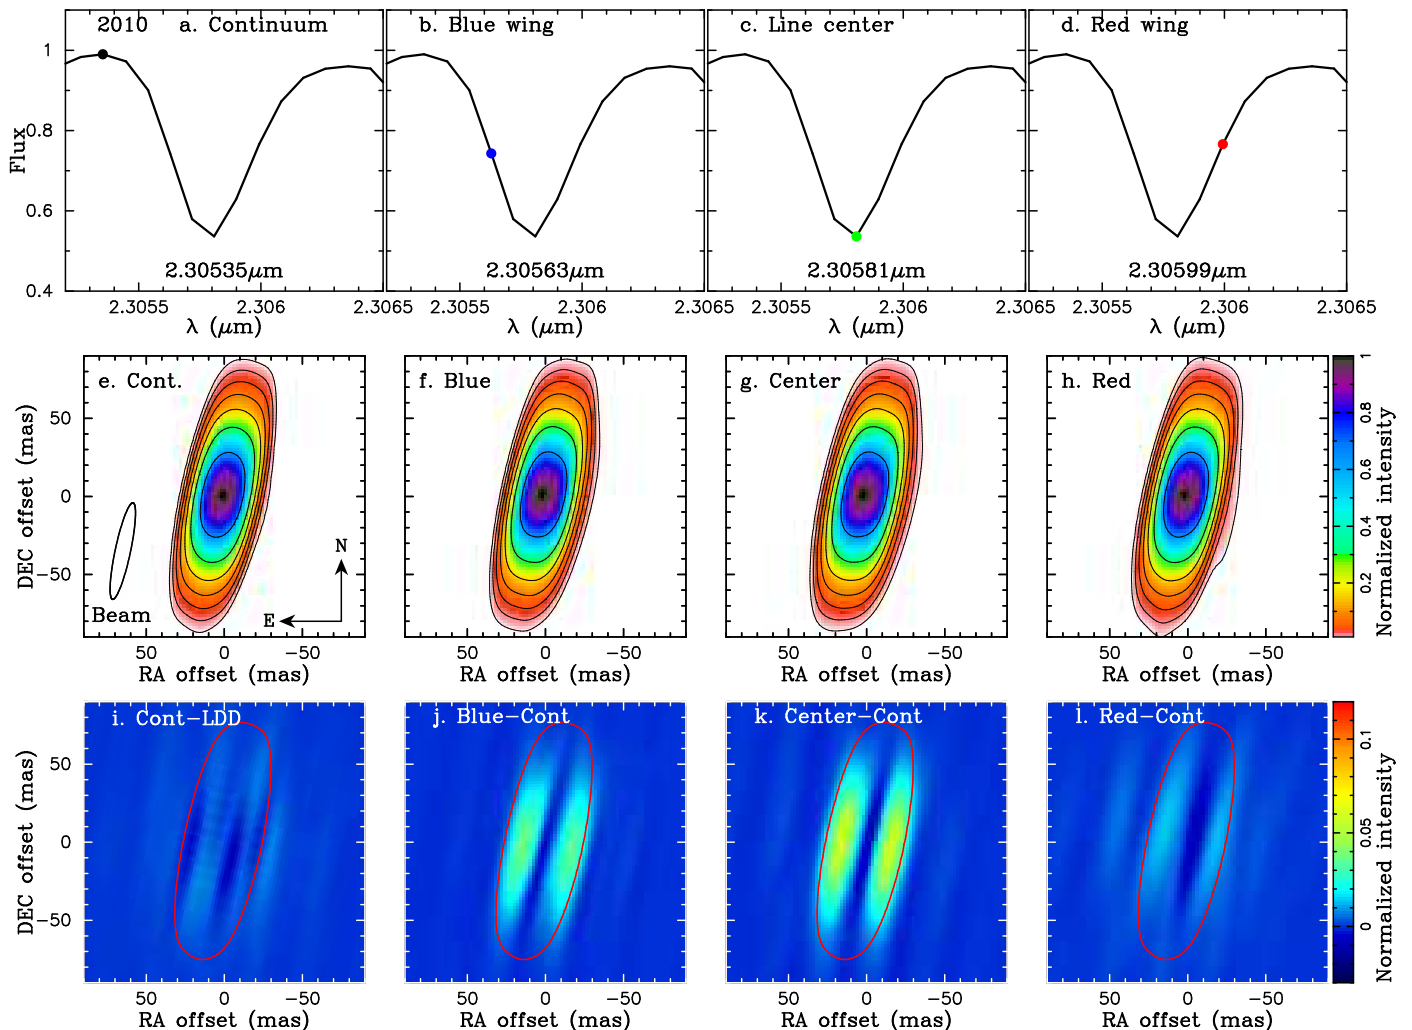 2010 a. Continuum
b. Blue wing
c. Line center
d. Red wing
1
0.8
0.6
0.4
Flux
2.30535μm
2.30563μm
2.30581μm
2.30599μm
2.3055 2.306 2.3065
2.3055 2.306 2.3065
2.3055 2.306 2.3065
2.3055 2.306 2.3065
λ (μm)
λ (μm)
λ (μm)
λ (μm)
e. Cont.
f. Blue
g. Center
h. Red
DEC offset (mas)
50
0
−50
N
E
Beam
50 0 −50
50 0 −50
50 0 −50
50 0 −50
RA offset (mas)
RA offset (mas)
RA offset (mas)
RA offset (mas)
1
0.8
0.6
0.4
0.2
Normalized intensity
i. Cont−LDD
j. Blue−Cont
k. Center−Cont
l. Red−Cont
DEC offset (mas)
50
0
−50
50 0 −50
50 0 −50
50 0 −50
50 0 −50
RA offset (mas)
RA offset (mas)
RA offset (mas)
RA offset (mas)
0.1
0.05
0
Normalized intensity